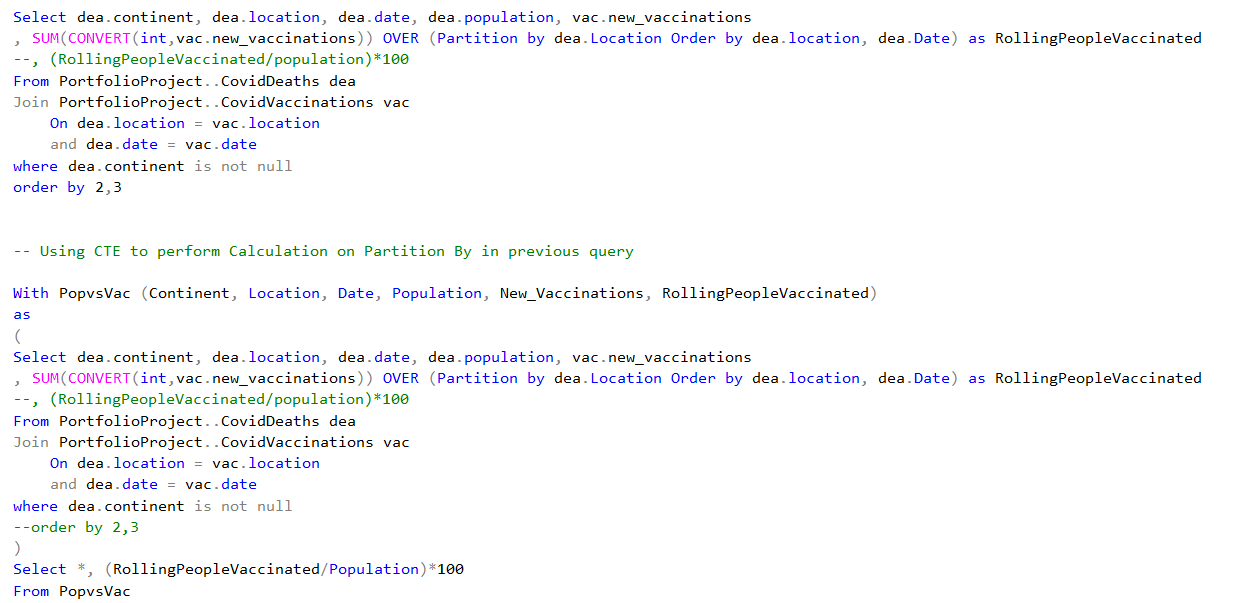 Select dea.continent, dea.location, dea.date, dea.population, vac.new_vaccinations
, SUM(CONVERT(int,vac.new_vaccinations)) OVER (Partition by dea.Location Order by dea.location, dea.Date) as RollingPeopleVaccinated
--, (RollingPeopleVaccinated/population)*100
From PortfolioProject..CovidDeaths dea
Join PortfolioProject..CovidVaccinations vac
    On dea.location = vac.location
    and dea.date = vac.date
where dea.continent is not null
order by 2,3
-- Using CTE to perform Calculation on Partition By in previous query
With PopvsVac (Continent, Location, Date, Population, New_Vaccinations, RollingPeopleVaccinated)
as
(
Select dea.continent, dea.location, dea.date, dea.population, vac.new_vaccinations
, SUM(CONVERT(int,vac.new_vaccinations)) OVER (Partition by dea.Location Order by dea.location, dea.Date) as RollingPeopleVaccinated
--, (RollingPeopleVaccinated/population)*100
From PortfolioProject..CovidDeaths dea
Join PortfolioProject..CovidVaccinations vac
    On dea.location = vac.location
    and dea.date = vac.date
where dea.continent is not null
--order by 2,3
)
Select *, (RollingPeopleVaccinated/Population)*100
From PopvsVac